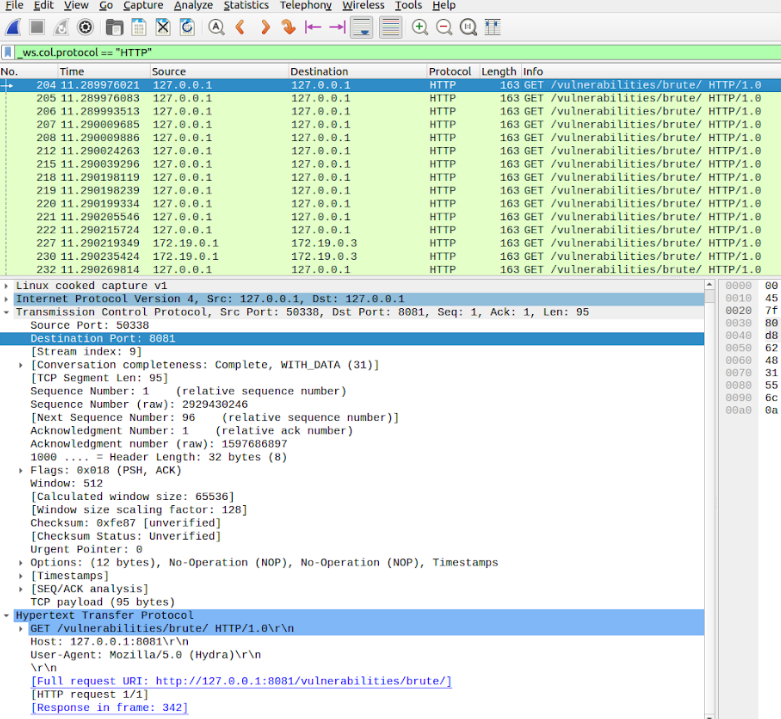 File Edit View Go Capture Analyze Statistics Telephony Wireless Tools Help
_ws.col.protocol == "HTTP"
No. Time Source Destination Protocol Length Info
204 11.289976021 127.0.0.1 127.0.0.1 HTTP 163 GET /vulnerabilities/brute/ HTTP/1.0
205 11.289976083 127.0.0.1 127.0.0.1 HTTP 163 GET /vulnerabilities/brute/ HTTP/1.0
206 11.289993513 127.0.0.1 127.0.0.1 HTTP 163 GET /vulnerabilities/brute/ HTTP/1.0
207 11.290009685 127.0.0.1 127.0.0.1 HTTP 163 GET /vulnerabilities/brute/ HTTP/1.0
208 11.290009886 127.0.0.1 127.0.0.1 HTTP 163 GET /vulnerabilities/brute/ HTTP/1.0
212 11.290024263 127.0.0.1 127.0.0.1 HTTP 163 GET /vulnerabilities/brute/ HTTP/1.0
215 11.290039296 127.0.0.1 127.0.0.1 HTTP 163 GET /vulnerabilities/brute/ HTTP/1.0
218 11.290198119 127.0.0.1 127.0.0.1 HTTP 163 GET /vulnerabilities/brute/ HTTP/1.0
219 11.290198239 127.0.0.1 127.0.0.1 HTTP 163 GET /vulnerabilities/brute/ HTTP/1.0
220 11.290199334 127.0.0.1 127.0.0.1 HTTP 163 GET /vulnerabilities/brute/ HTTP/1.0
221 11.290205546 127.0.0.1 127.0.0.1 HTTP 163 GET /vulnerabilities/brute/ HTTP/1.0
222 11.290215724 127.0.0.1 127.0.0.1 HTTP 163 GET /vulnerabilities/brute/ HTTP/1.0
227 11.290219349 172.19.0.1 172.19.0.3 HTTP 163 GET /vulnerabilities/brute/ HTTP/1.0
230 11.290235424 172.19.0.1 172.19.0.3 HTTP 163 GET /vulnerabilities/brute/ HTTP/1.0
232 11.290269814 127.0.0.1 127.0.0.1 HTTP 163 GET /vulnerabilities/brute/ HTTP/1.0
Linux cooked capture v1
Internet Protocol Version 4, Src: 127.0.0.1, Dst: 127.0.0.1
Transmission Control Protocol, Src Port: 50338, Dst Port: 8081, Seq: 1, Ack: 1, Len: 95
Source Port: 50338
Destination Port: 8081
[Stream index: 9]
[Conversation completeness: Complete, WITH_DATA (31)]
[TCP Segment Len: 95]
Sequence Number: 1 (relative sequence number)
Sequence Number (raw): 2929430246
[Next Sequence Number: 96 (relative sequence number)]
Acknowledgment Number: 1 (relative ack number)
Acknowledgment number (raw): 1597686897
1000 .... = Header Length: 32 bytes (8)
Flags: 0x018 (PSH, ACK)
Window: 512
[Calculated window size: 65536]
[Window size scaling factor: 128]
Checksum: 0xfe87 [unverified]
[Checksum Status: Unverified]
Urgent Pointer: 0
Options: (12 bytes), No-Operation (NOP), No-Operation (NOP), Timestamps
[Timestamps]
[SEQ/ACK analysis]
TCP payload (95 bytes)
Hypertext Transfer Protocol
GET /vulnerabilities/brute/ HTTP/1.0\r\n
Host: 127.0.0.1:8081\r\n
User-Agent: Mozilla/5.0 (Hydra)\r\n
\r\n
[Full request URI: http://127.0.0.1:8081/vulnerabilities/brute/]
[HTTP request 1/1]
[Response in frame: 342]
0000 00
0010 45
0020 7f
0030 80
0040 d8
0050 62
0060 48
0070 31
0080 55
0090 6c
00a0 0a